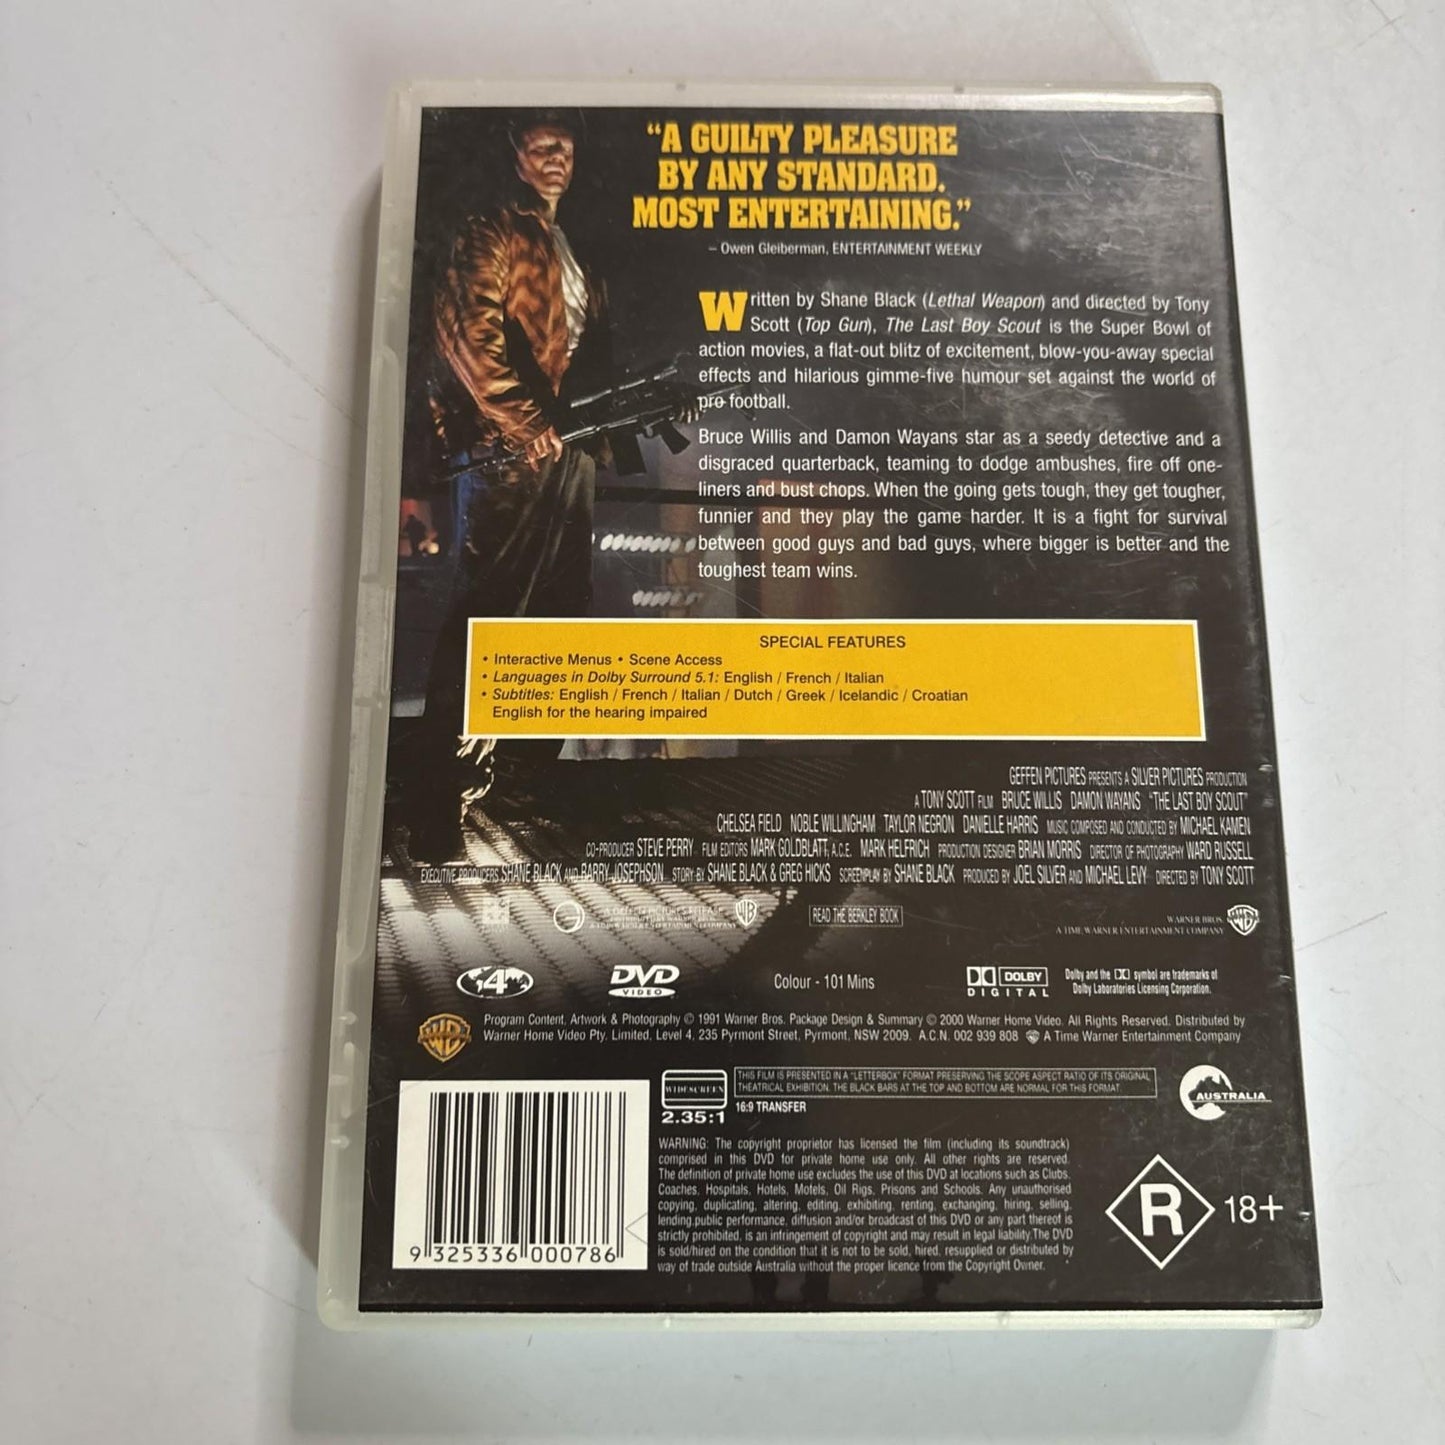 “A GUILTY PLEASURE
BY ANY STANDARD.
MOST ENTERTAINING.”
– Owen Gleiberman, ENTERTAINMENT WEEKLY
Written by Shane Black (Lethal Weapon) and directed by Tony
Scott (Top Gun), The Last Boy Scout is the Super Bowl of
action movies, a flat-out blitz of excitement, blow-you-away special
effects and hilarious gimme-five humour set against the world of
pro football.
Bruce Willis and Damon Wayans star as a seedy detective and a
disgraced quarterback, teaming to dodge ambushes, fire off one-
liners and bust chops. When the going gets tough, they get tougher,
funnier and they play the game harder. It is a fight for survival
between good guys and bad guys, where bigger is better and the
toughest team wins.
SPECIAL FEATURES
• Interactive Menus • Scene Access
• Languages in Dolby Surround 5.1: English / French / Italian
• Subtitles: English / French / Italian / Dutch / Greek / Icelandic / Croatian
English for the hearing impaired
GEFFEN PICTURES PRESENTS A SILVER PICTURES PRODUCTION
A TONY SCOTT FILM BRUCE WILLIS DAMON WAYANS "THE LAST BOY SCOUT"
CHELSEA FIELD NOBLE WILLINGHAM TAYLOR NEGRON DANIELLE HARRIS MUSIC COMPOSED AND CONDUCTED BY MICHAEL KAMEN
CO-PRODUCER STEVE PERRY FILM EDITORS MARK GOLDBLATT, A.C.E. MARK HELFRICH PRODUCTION DESIGNER BRIAN MORRIS DIRECTOR OF PHOTOGRAPHY WARD RUSSELL
EXECUTIVE PRODUCERS SHANE BLACK AND BARRY JOSEPHSON STORY BY SHANE BLACK & GREG HICKS SCREENPLAY BY SHANE BLACK PRODUCED BY JOEL SILVER AND MICHAEL LEVY DIRECTED BY TONY SCOTT
A GEFFEN PICTURES RELEASE
A TIME WARNER ENTERTAINMENT COMPANY
READ THE BERKLEY BOOK
WARNER BROS.
A TIME WARNER ENTERTAINMENT COMPANY
4
DVD
VIDEO
Colour - 101 Mins
DOLBY
DIGITAL
Dolby and the DD symbol are trademarks of
Dolby Laboratories Licensing Corporation.
Program Content, Artwork & Photography © 1991 Warner Bros. Package Design & Summary © 2000 Warner Home Video. All Rights Reserved. Distributed by
Warner Home Video Pty. Limited, Level 4, 235 Pyrmont Street, Pyrmont, NSW 2009. A.C.N. 002 939 808 A Time Warner Entertainment Company
WIDESCREEN
2.35:1
THIS FILM IS PRESENTED IN A "LETTERBOX" FORMAT PRESERVING THE SCOPE ASPECT RATIO OF ITS ORIGINAL
THEATRICAL EXHIBITION. THE BLACK BARS AT THE TOP AND BOTTOM ARE NORMAL FOR THIS FORMAT.
16:9 TRANSFER
AUSTRALIA
WARNING: The copyright proprietor has licensed the film (including its soundtrack)
comprised in this DVD for private home use only. All other rights are reserved.
The definition of private home use excludes the use of this DVD at locations such as Clubs,
Coaches, Hospitals, Hotels, Motels, Oil Rigs, Prisons and Schools. Any unauthorised
copying, duplicating, altering, editing, exhibiting, renting, exchanging, hiring, selling,
lending,public performance, diffusion and/or broadcast of this DVD or any part thereof is
strictly prohibited, is an infringement of copyright and may result in legal liability.The DVD
is sold/hired on the condition that it is not to be sold, hired, resupplied or distributed by
way of trade outside Australia without the proper licence from the Copyright Owner.
R 18+
9 325336 000786